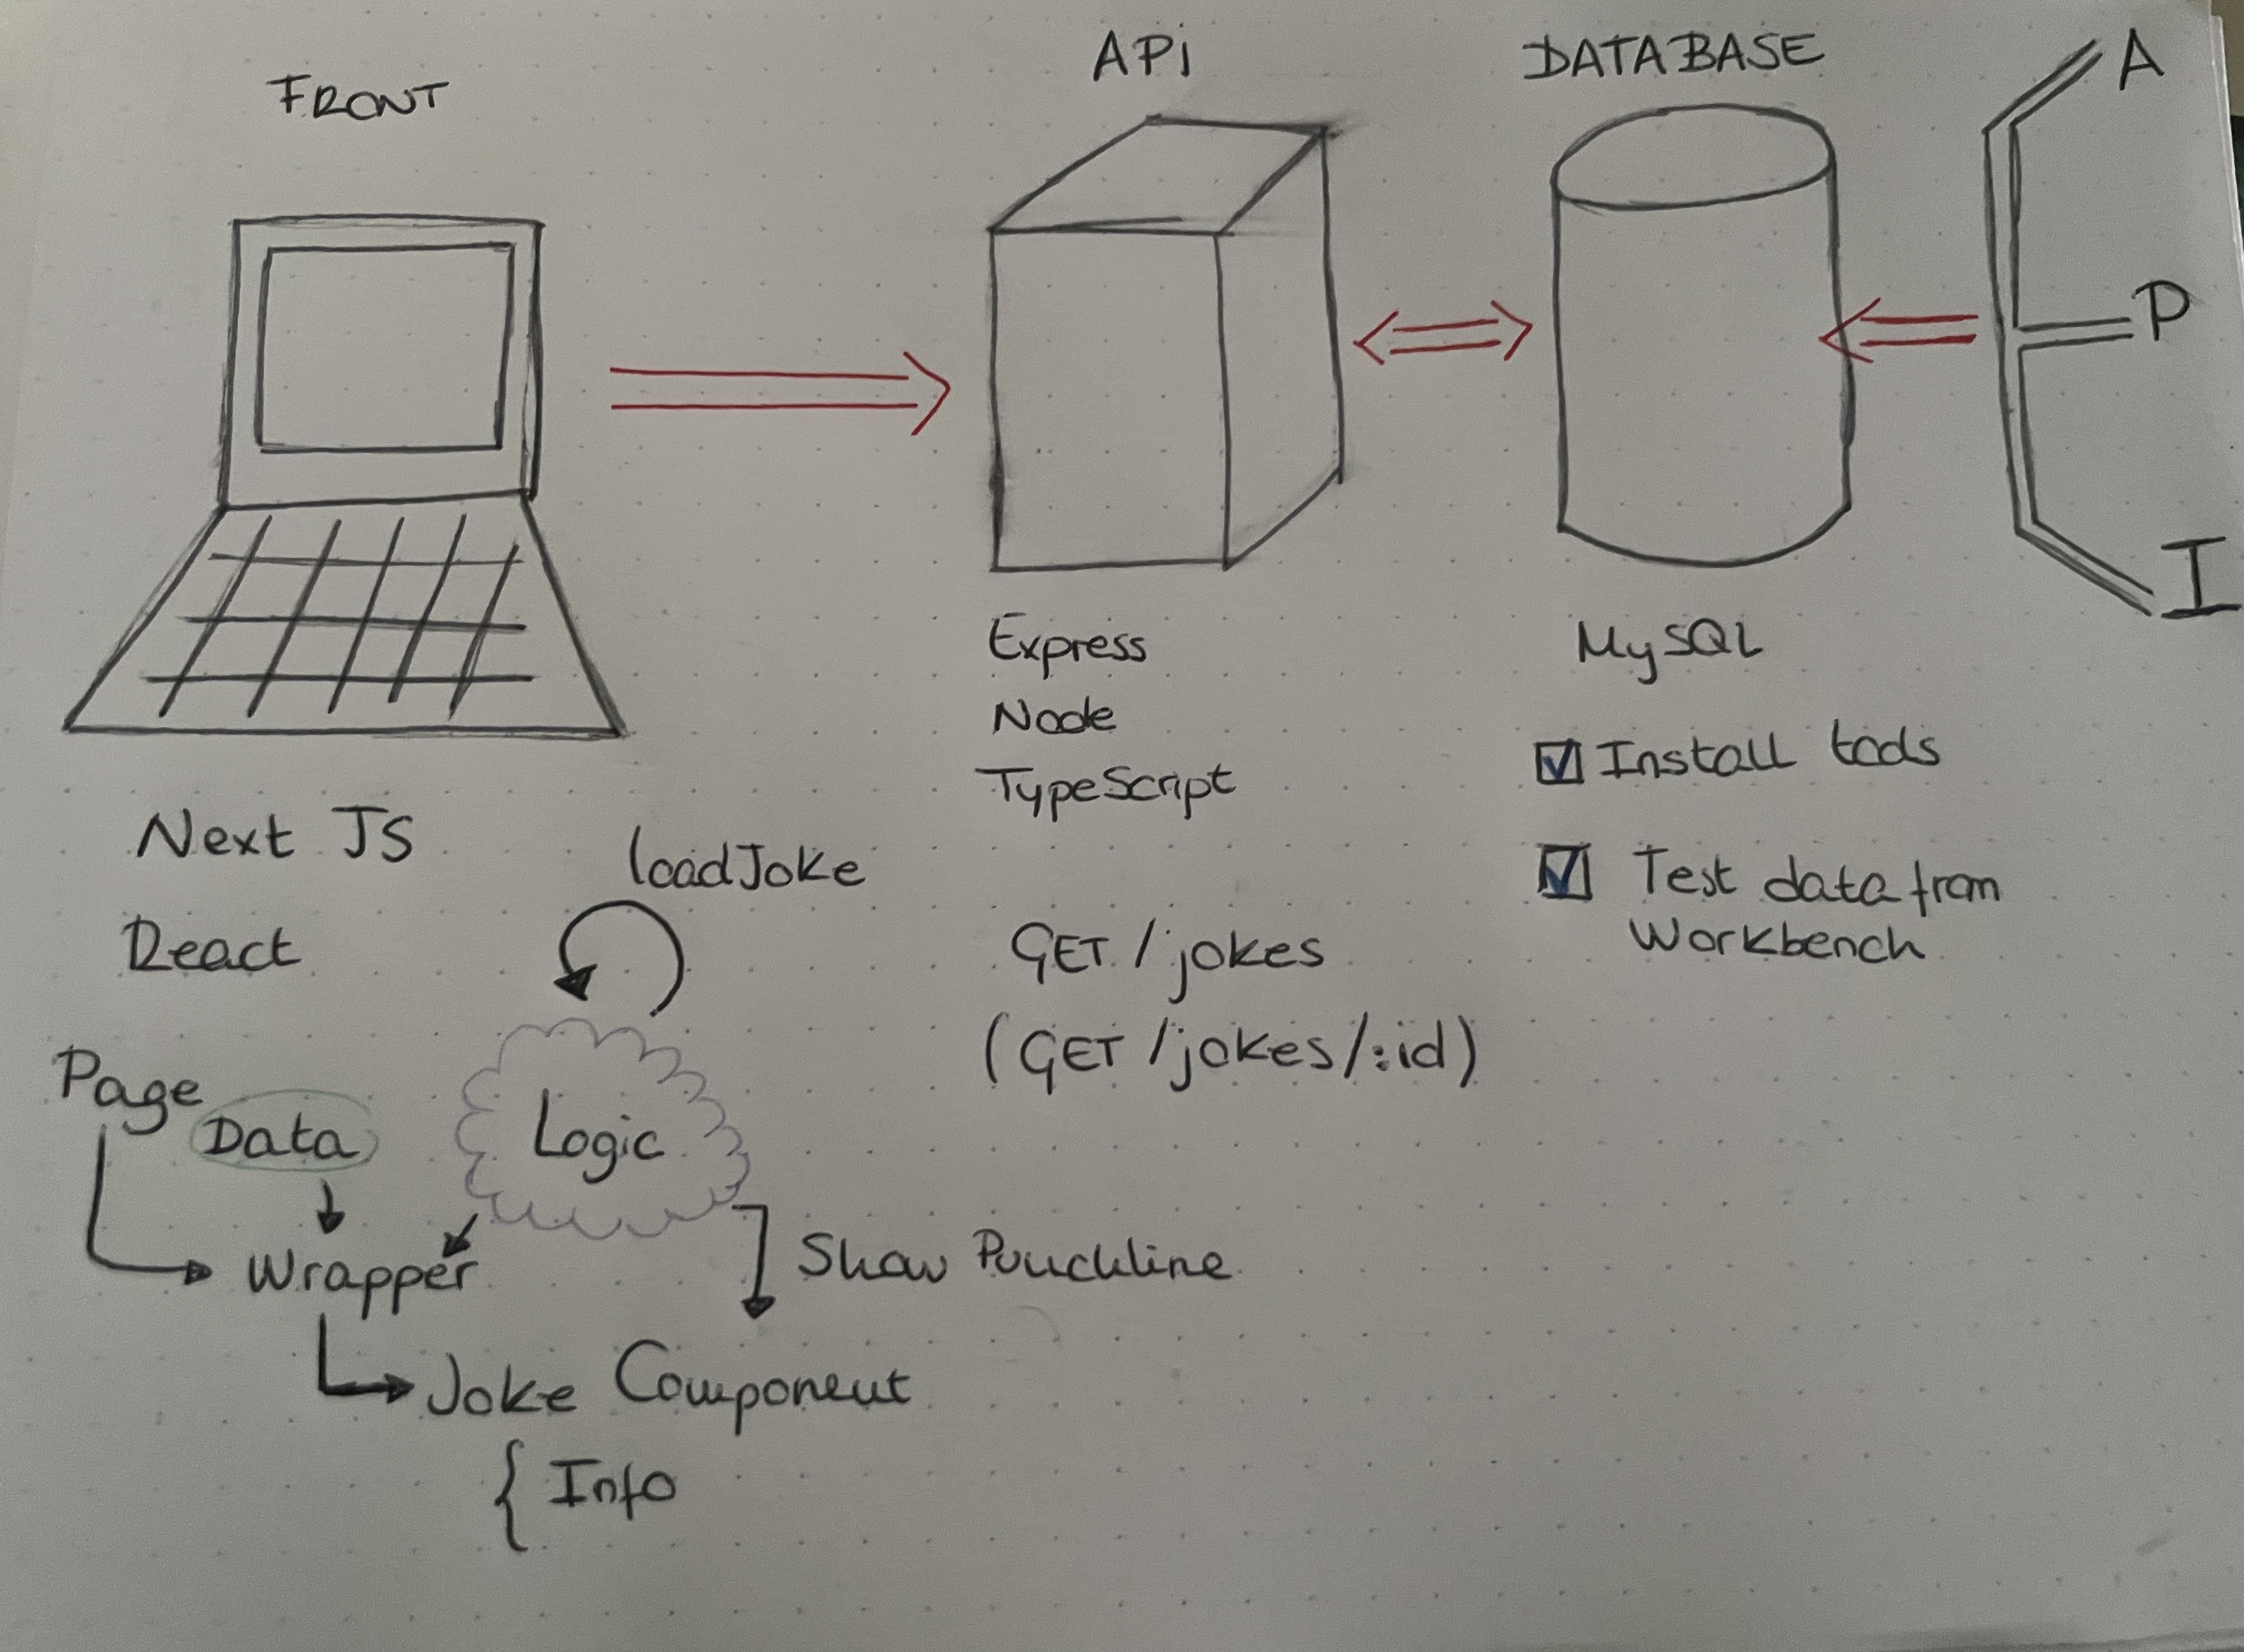 FRONT
APi
DATABASE
A
P
I
Express
Node
TypeScript
MySQL
Install tools
Test data from
Workbench
Next JS
React
loadJoke
GET /jokes
(GET /jokes/:id)
Page
Data
Logic
Wrapper
Show Punchline
Joke Component
{ Info